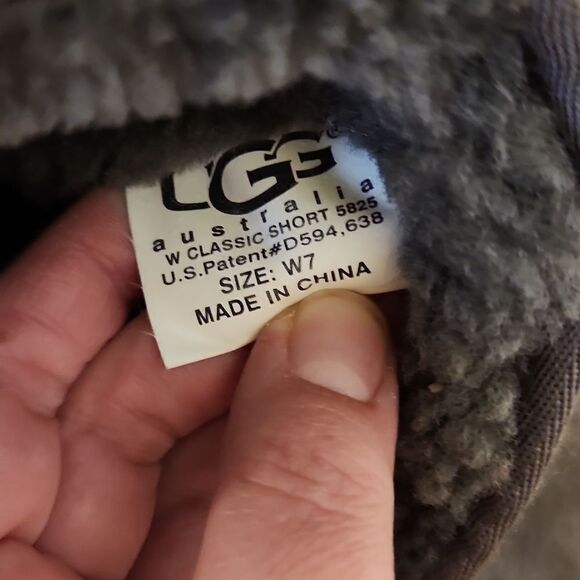 UGG®
australia
W CLASSIC SHORT 5825
U.S.Patent#D594,638
SIZE: W7
MADE IN CHINA